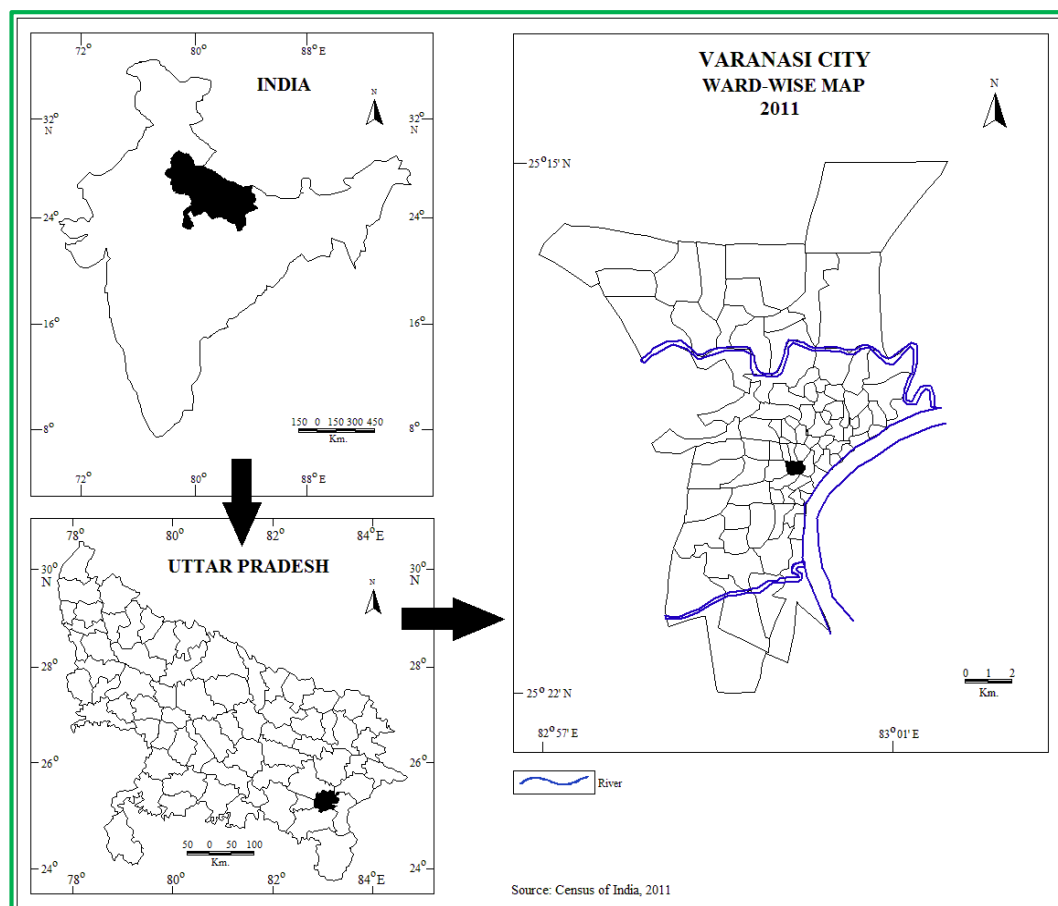 72° 80° 88°E
INDIA
N
32° 32°
N N
24° 24°
16° 16°
150 0 150 300 450
Km.
8° 8°
72° 80° 88°E
78° 80° 82° 84°E
UTTAR PRADESH
N
30° 30°
N N
28° 28°
26° 26°
50 0 50 100
Km.
24° 24°
78° 80° 82° 84°E
VARANASI CITY
WARD-WISE MAP
2011
N
25°15' N
0 1 2
Km.
25°22' N
82°57'E 83°01' E
River
Source: Census of India, 2011